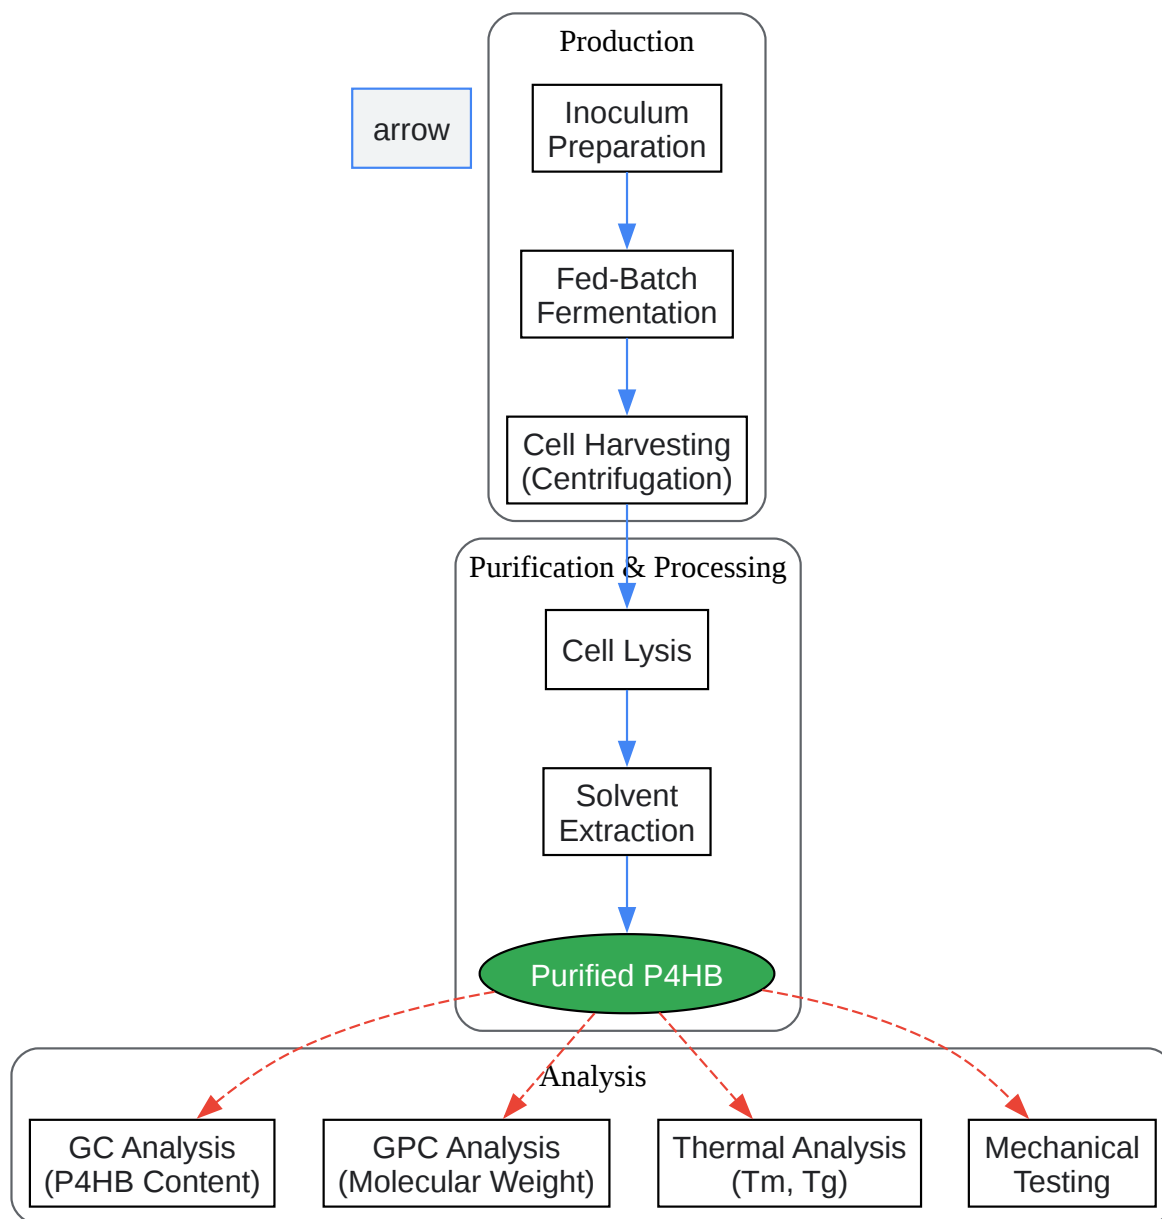 Production
arrow
Inoculum
Preparation
Fed-Batch
Fermentation
Cell Harvesting
(Centrifugation)
Purification & Processing
Cell Lysis
Solvent
Extraction
Purified P4HB
Analysis
GC Analysis
(P4HB Content)
GPC Analysis
(Molecular Weight)
Thermal Analysis
(Tm, Tg)
Mechanical
Testing